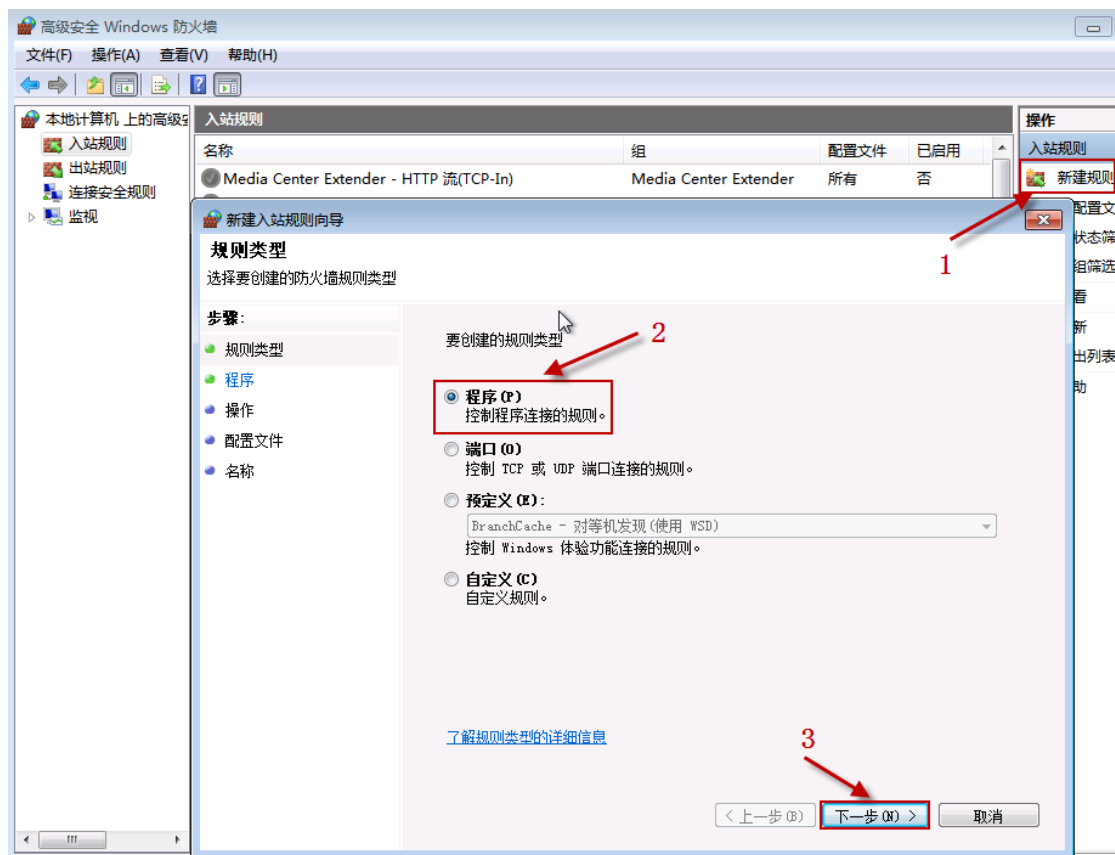 高级安全 Windows 防火墙
文件(F) 操作(A) 查看(V) 帮助(H)
本地计算机 上的高级安
入站规则
出站规则
连接安全规则
监视
入站规则
名称 组 配置文件 已启用
Media Center Extender - HTTP 流(TCP-In) Media Center Extender 所有 否
操作
入站规则
新建规则
配置文
状态筛
组筛选
看
新
出列表
助
1
新建入站规则向导
规则类型
选择要创建的防火墙规则类型
步骤:
规则类型
程序
操作
配置文件
名称
要创建的规则类型
2
程序(P)
控制程序连接的规则。
端口(O)
控制 TCP 或 UDP 端口连接的规则。
预定义(E):
BranchCache - 对等机发现(使用 WSD)
控制 Windows 体验功能连接的规则。
自定义(C)
自定义规则。
了解规则类型的详细信息
3
< 上一步(B) 下一步(N) > 取消